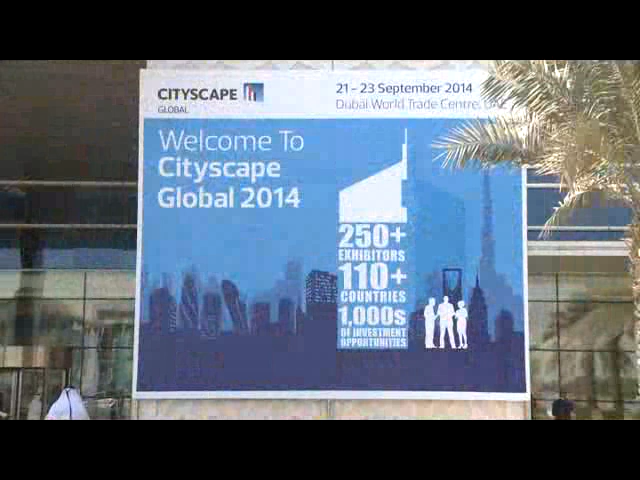 CITYSCAPE
GLOBAL
21 - 23 September 2014
Dubai World Trade Centre, UAE
Welcome To
Cityscape
Global 2014
250+
EXHIBITORS
110+
COUNTRIES
1,000s
OF INVESTMENT
OPPORTUNITIES